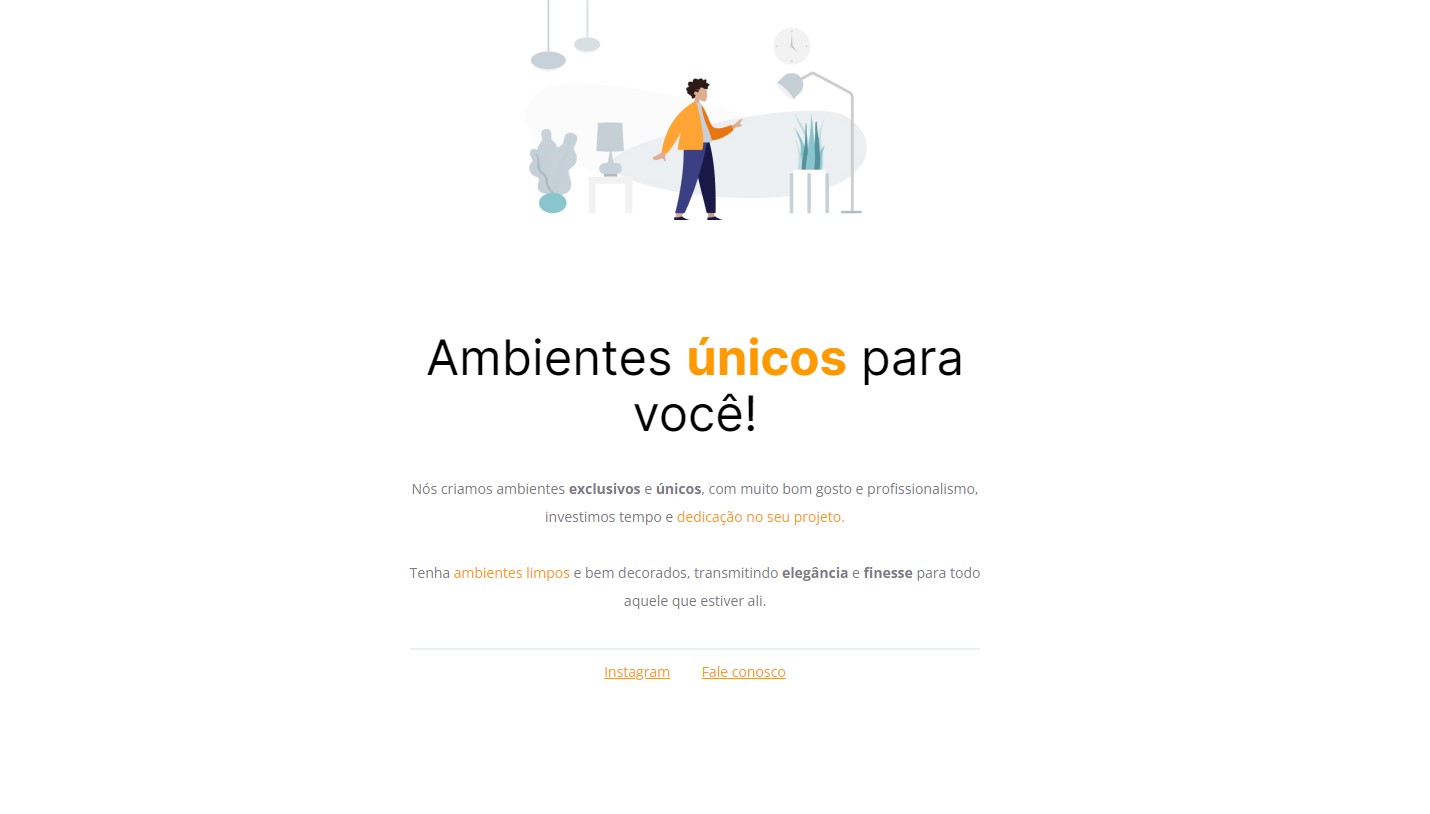 Ambientes únicos para
você!
Nós criamos ambientes exclusivos e únicos, com muito bom gosto e profissionalismo,
investimos tempo e dedicação no seu projeto.
Tenha ambientes limpos e bem decorados, transmitindo elegância e finesse para todo
aquele que estiver ali.
Instagram Fale conosco